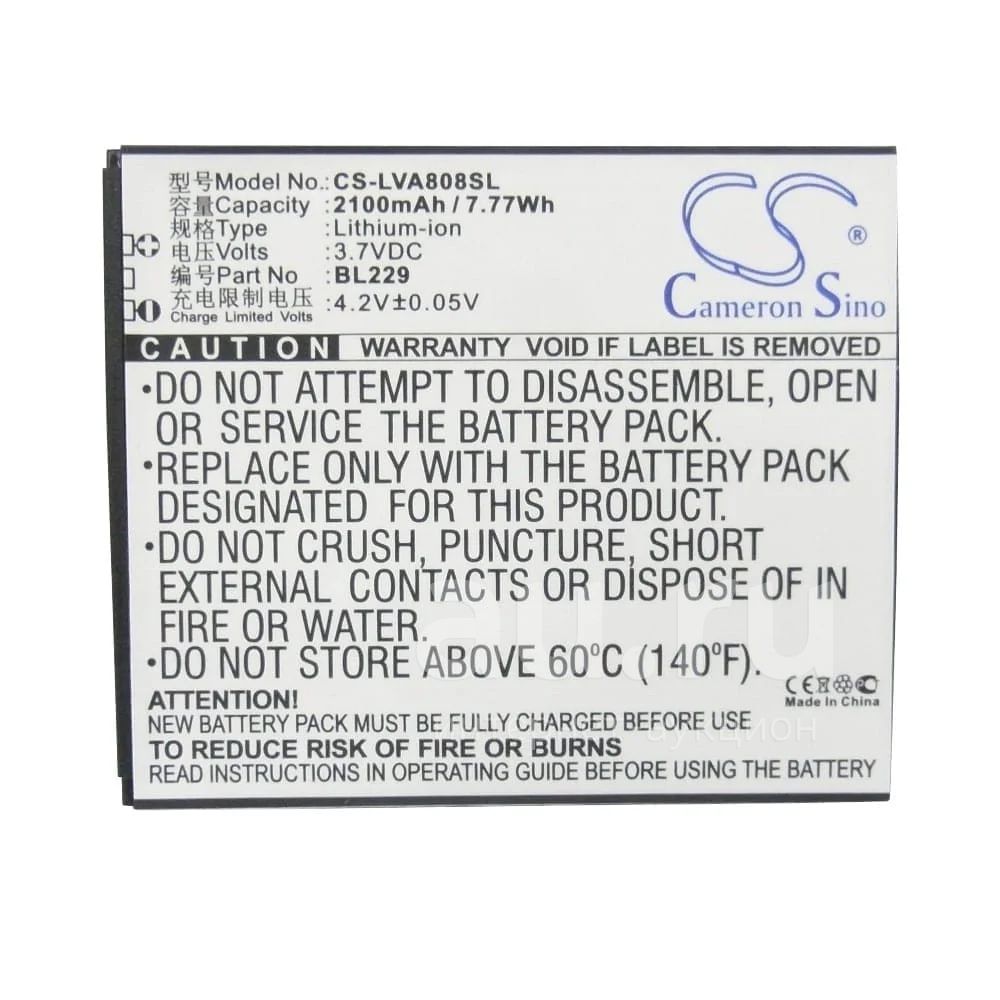 型号Model No.: CS-LVA808SL
容量Capacity : 2100mAh / 7.77Wh
规格Type : Lithium-ion
电压Volts : 3.7VDC
编号Part No : BL229
充电限制电压 : 4.2V±0.05V
Charge Limited Volts
CS
®
Cameron Sino
CAUTION WARRANTY VOID IF LABEL IS REMOVED
•DO NOT ATTEMPT TO DISASSEMBLE, OPEN
OR SERVICE THE BATTERY PACK.
•REPLACE ONLY WITH THE BATTERY PACK
DESIGNATED FOR THIS PRODUCT.
•DO NOT CRUSH, PUNCTURE, SHORT
EXTERNAL CONTACTS OR DISPOSE OF IN
FIRE OR WATER.
•DO NOT STORE ABOVE 60°C (140°F).
ATTENTION!
NEW BATTERY PACK MUST BE FULLY CHARGED BEFORE USE
TO REDUCE RISK OF FIRE OR BURNS
READ INSTRUCTIONS IN OPERATING GUIDE BEFORE USE THE BATTERY
CE
Made In China
au.ru
интернет аукцион